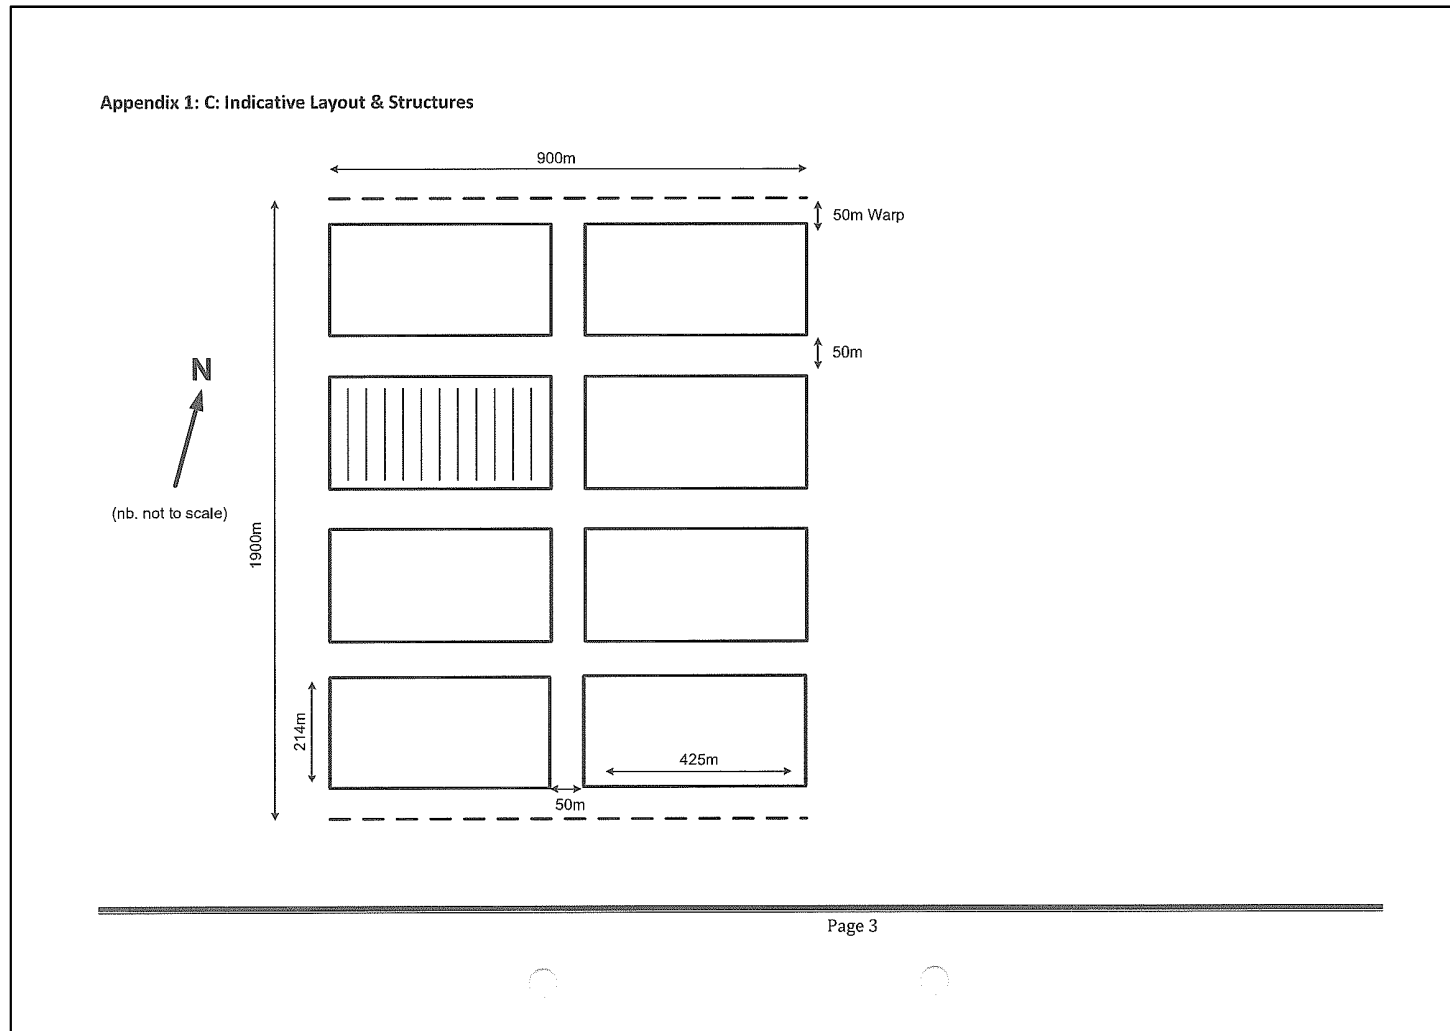 Appendix 1: C: Indicative Layout & Structures
900m
50m Warp
50m
N
(nb. not to scale)
1900m
214m
425m
50m
Page 3